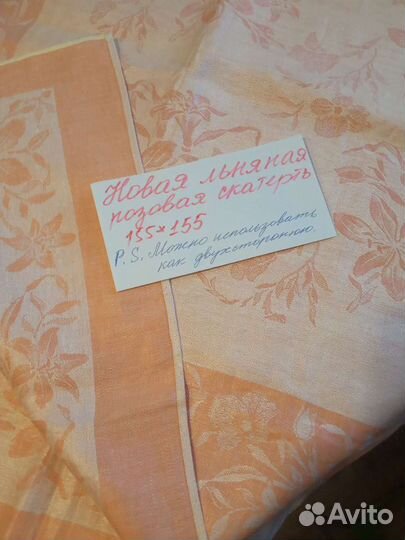 Новая льняная
розовая скатерть
155×155
P.S. Можно использовать
как двухстороннюю.
Avito